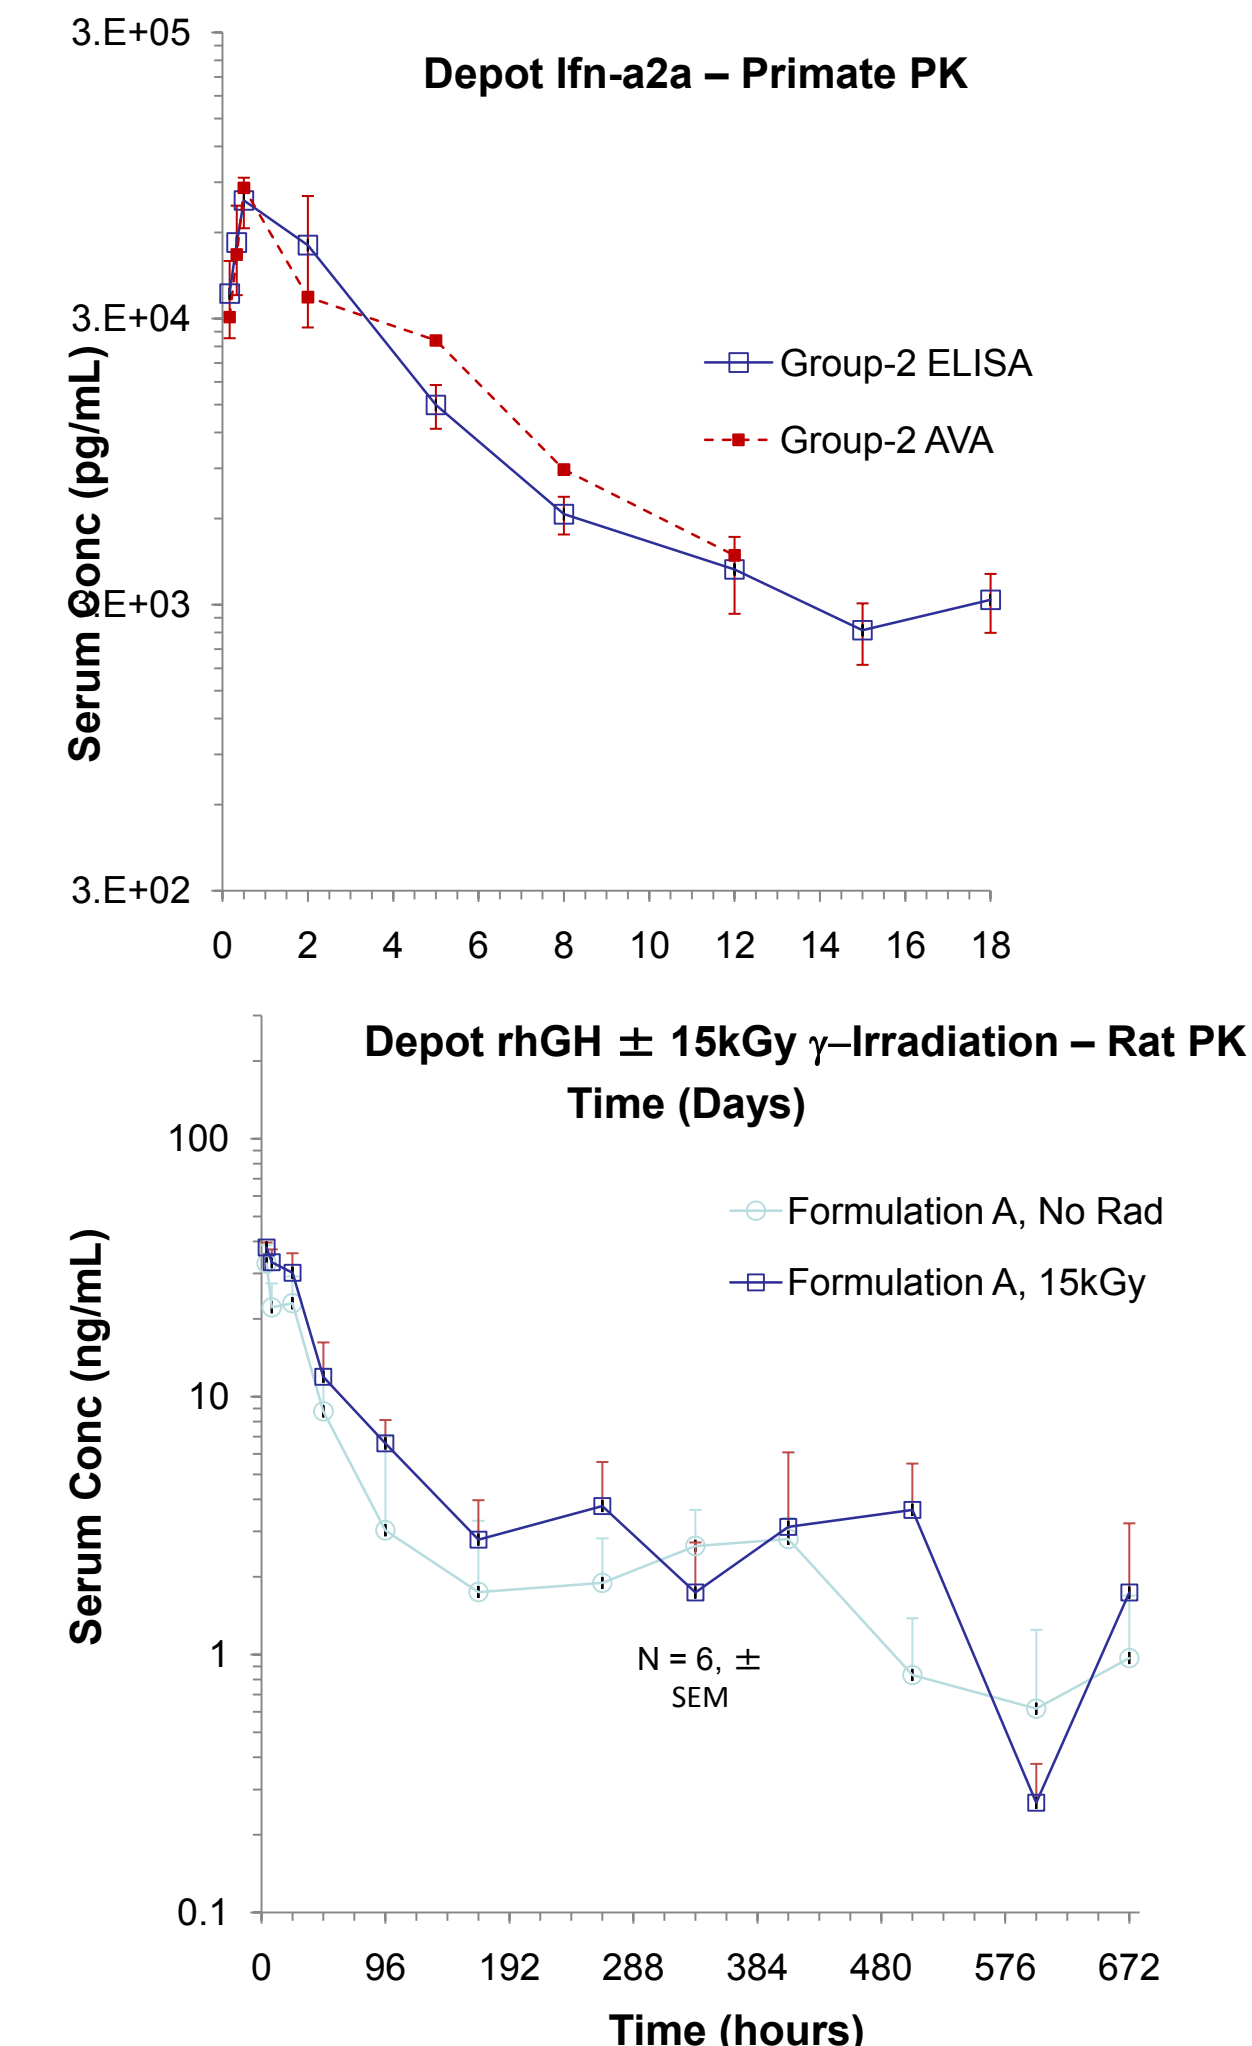 3.E+05
Depot Ifn-a2a – Primate PK
3.E+04
Group-2 ELISA
Group-2 AVA
Serum Conc (pg/mL)
3.E+03
3.E+02
0 2 4 6 8 10 12 14 16 18
Depot rhGH ± 15kGy γ–Irradiation – Rat PK
Time (Days)
100
Formulation A, No Rad
Formulation A, 15kGy
Serum Conc (ng/mL)
10
1
N = 6, ±
SEM
0.1
0 96 192 288 384 480 576 672
Time (hours)